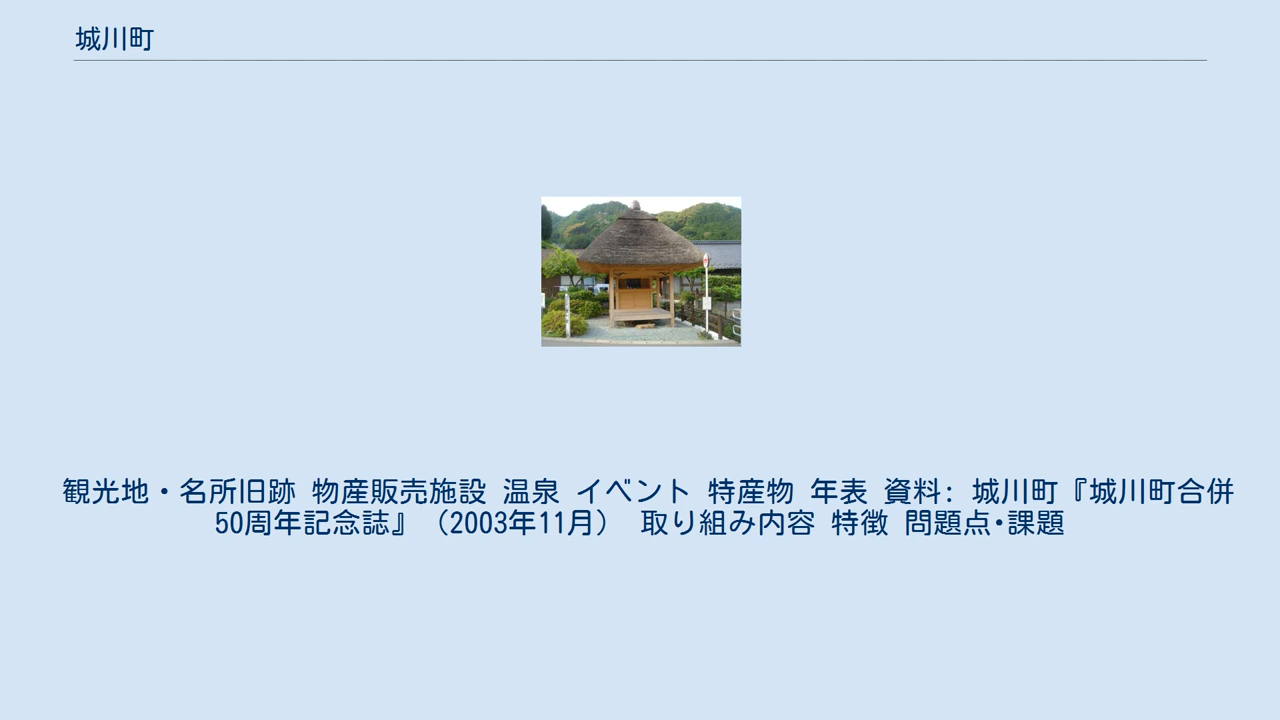 城川町
観光地・名所旧跡 物産販売施設 温泉 イベント 特産物 年表 資料: 城川町『城川町合併
50周年記念誌』（2003年11月） 取り組み内容 特徴 問題点･課題